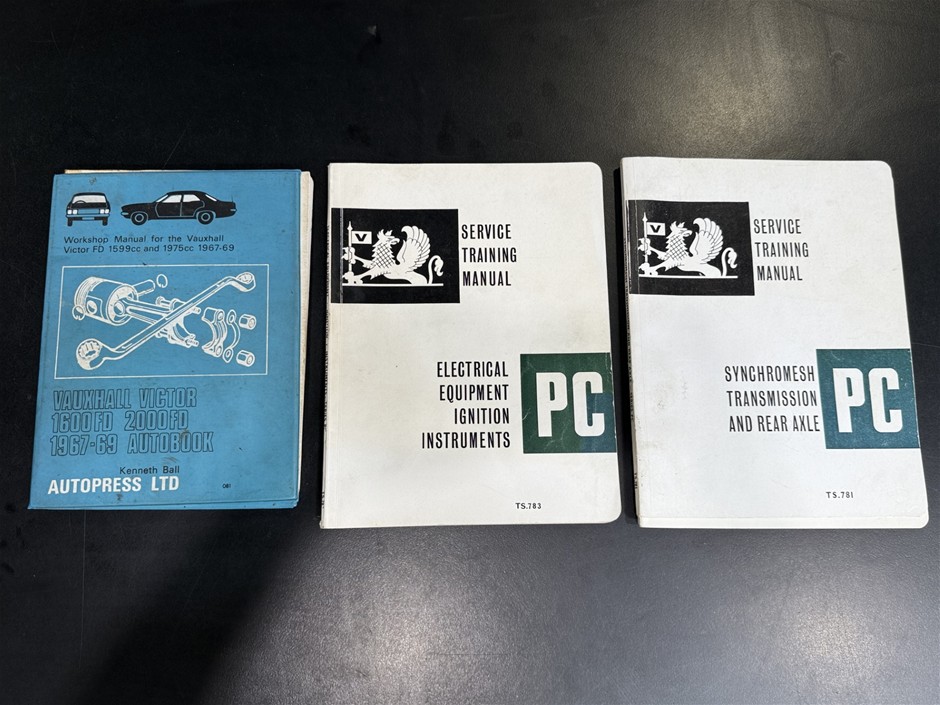 Workshop Manual for the Vauxhall
Victor FD 1599cc and 1975cc 1967-69
VAUXHALL VICTOR
1600FD 2000FD
1967-69 AUTOBOOK
Kenneth Ball
AUTOPRESS LTD
081
V
SERVICE
TRAINING
MANUAL
ELECTRICAL
EQUIPMENT
IGNITION
INSTRUMENTS
PC
TS.783
V
SERVICE
TRAINING
MANUAL
SYNCHROMESH
TRANSMISSION
AND REAR AXLE
PC
TS.781